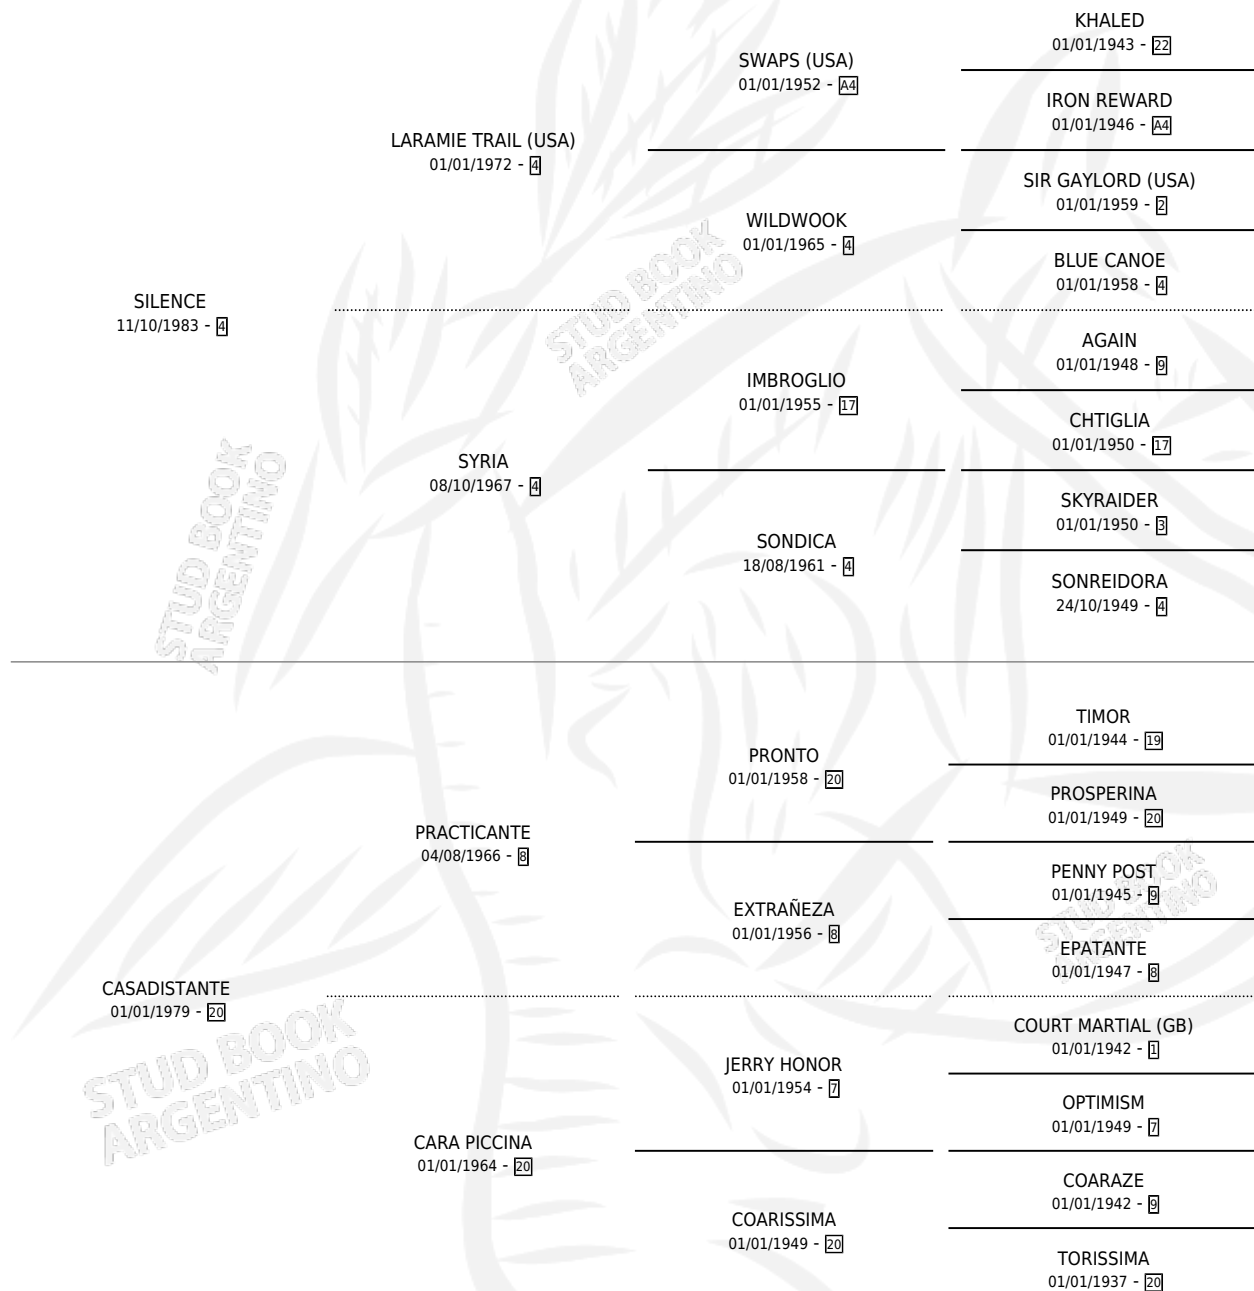 KHALED
01/01/1943 - 22
SWAPS (USA)
01/01/1952 - A4
IRON REWARD
01/01/1946 - A4
LARAMIE TRAIL (USA)
01/01/1972 - 4
SIR GAYLORD (USA)
01/01/1959 - 2
WILDWOOK
01/01/1965 - 4
BLUE CANOE
01/01/1958 - 4
SILENCE
11/10/1983 - 4
AGAIN
01/01/1948 - 9
IMBROGLIO
01/01/1955 - 17
CHTIGLIA
01/01/1950 - 17
SYRIA
08/10/1967 - 4
SKYRAIDER
01/01/1950 - 3
SONDICA
18/08/1961 - 4
SONREIDORA
24/10/1949 - 4
TIMOR
01/01/1944 - 19
PRONTO
01/01/1958 - 20
PROSPERINA
01/01/1949 - 20
PRACTICANTE
04/08/1966 - 8
PENNY POST
01/01/1945 - 9
EXTRAÑEZA
01/01/1956 - 8
EPATANTE
01/01/1947 - 8
CASADISTANTE
01/01/1979 - 20
COURT MARTIAL (GB)
01/01/1942 - 1
JERRY HONOR
01/01/1954 - 7
OPTIMISM
01/01/1949 - 7
CARA PICCINA
01/01/1964 - 20
COARAZE
01/01/1942 - 9
COARISSIMA
01/01/1949 - 20
TORISSIMA
01/01/1937 - 20
STUD BOOK
ARGENTINO
STUD BOOK
ARGENTINO
STUD BOOK
ARGENTINO
STUD BOOK
ARGENTINO